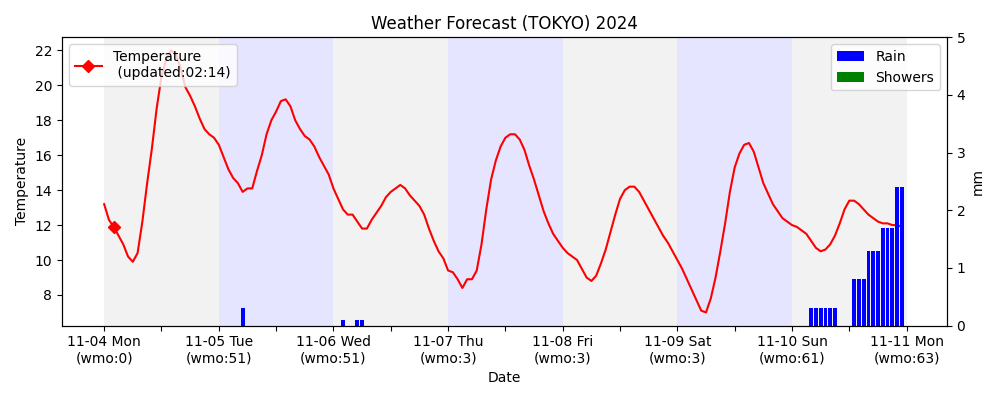 Weather Forecast (TOKYO) 2024
Temperature
(updated:02:14)
Rain
Showers
22
20
18
16
14
12
10
8
Temperature
5
4
3
2
1
0
mm
11-04 Mon
(wmo:0)
11-05 Tue
(wmo:51)
11-06 Wed
(wmo:51)
11-07 Thu
(wmo:3)
11-08 Fri
(wmo:3)
11-09 Sat
(wmo:3)
11-10 Sun
(wmo:61)
11-11 Mon
(wmo:63)
Date